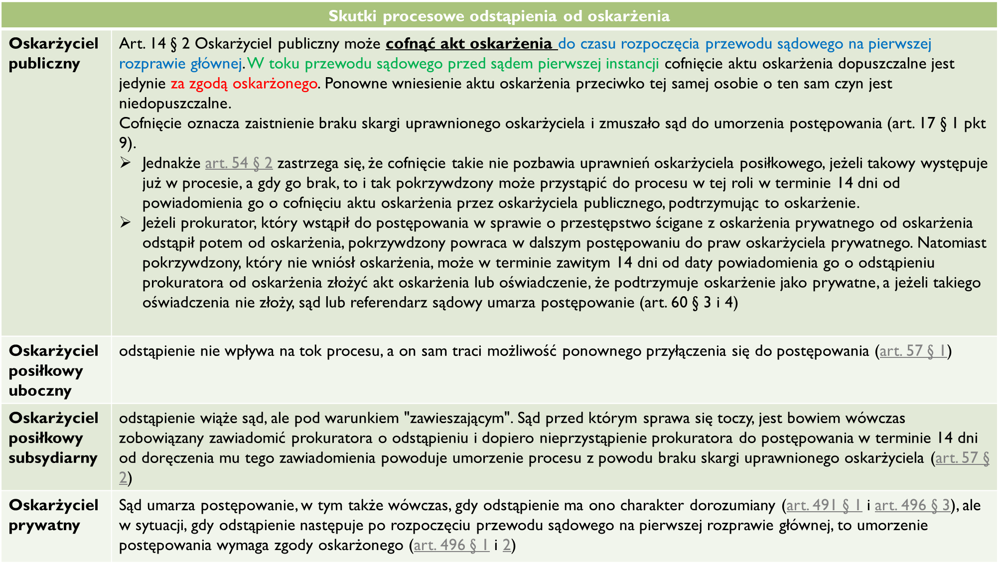 Skutki procesowe odstąpienia od oskarżenia
Oskarżyciel
publiczny
Art. 14 § 2 Oskarżyciel publiczny może cofnąć akt oskarżenia do czasu rozpoczęcia przewodu sądowego na pierwszej
rozprawie głównej. W toku przewodu sądowego przed sądem pierwszej instancji cofnięcie aktu oskarżenia dopuszczalne jest
jedynie za zgodą oskarżonego. Ponowne wniesienie aktu oskarżenia przeciwko tej samej osobie o ten sam czyn jest
niedopuszczalne.
Cofnięcie oznacza zaistnienie braku skargi uprawnionego oskarżyciela i zmuszało sąd do umorzenia postępowania (art. 17 § 1 pkt
9).
➢ Jednakże art. 54 § 2 zastrzega się, że cofnięcie takie nie pozbawia uprawnień oskarżyciela posiłkowego, jeżeli takowy występuje
już w procesie, a gdy go brak, to i tak pokrzywdzony może przystąpić do procesu w tej roli w terminie 14 dni od
powiadomienia go o cofnięciu aktu oskarżenia przez oskarżyciela publicznego, podtrzymując to oskarżenie.
➢ Jeżeli prokurator, który wstąpił do postępowania w sprawie o przestępstwo ścigane z oskarżenia prywatnego od oskarżenia
odstąpił potem od oskarżenia, pokrzywdzony powraca w dalszym postępowaniu do praw oskarżyciela prywatnego. Natomiast
pokrzywdzony, który nie wniósł oskarżenia, może w terminie zawitym 14 dni od daty powiadomienia go o odstąpieniu
prokuratora od oskarżenia złożyć akt oskarżenia lub oświadczenie, że podtrzymuje oskarżenie jako prywatne, a jeżeli takiego
oświadczenia nie złoży, sąd lub referendarz sądowy umarza postępowanie (art. 60 § 3 i 4)
Oskarżyciel
posiłkowy
uboczny
odstąpienie nie wpływa na tok procesu, a on sam traci możliwość ponownego przyłączenia się do postępowania (art. 57 § 1)
Oskarżyciel
posiłkowy
subsydiarny
odstąpienie wiąże sąd, ale pod warunkiem "zawieszającym". Sąd przed którym sprawa się toczy, jest bowiem wówczas
zobowiązany zawiadomić prokuratora o odstąpieniu i dopiero nieprzystąpienie prokuratora do postępowania w terminie 14 dni
od doręczenia mu tego zawiadomienia powoduje umorzenie procesu z powodu braku skargi uprawnionego oskarżyciela (art. 57 §
2)
Oskarżyciel
prywatny
Sąd umarza postępowanie, w tym także wówczas, gdy odstąpienie ma ono charakter dorozumiany (art. 491 § 1 i art. 496 § 3), ale
w sytuacji, gdy odstąpienie następuje po rozpoczęciu przewodu sądowego na pierwszej rozprawie głównej, to umorzenie
postępowania wymaga zgody oskarżonego (art. 496 § 1 i 2)